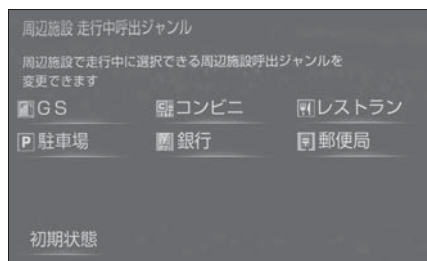 周辺施設 走行中呼出ジャンル
周辺施設で走行中に選択できる周辺施設呼出ジャンルを
変更できます
GS コンビニ レストラン
P 駐車場 銀行 郵便局
初期状態